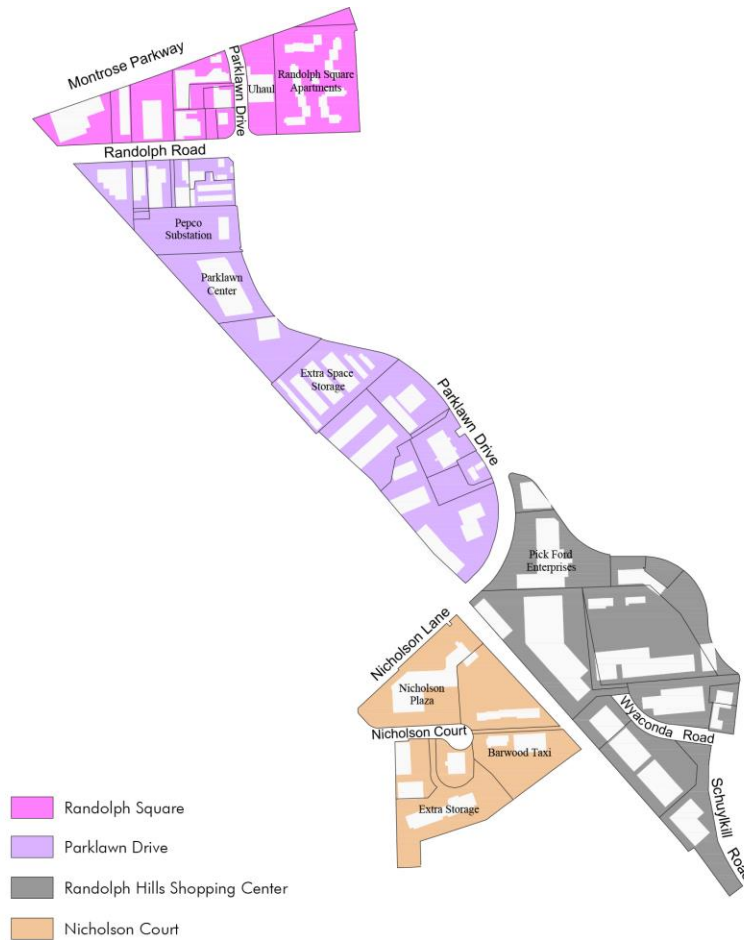 Montrose Parkway
Parklawn Drive
Uhaul
Randolph Square
Apartments
Randolph Road
Pepco
Substation
Parklawn
Center
Extra Space
Storage
Parklawn Drive
Pick Ford
Enterprises
Nicholson Lane
Nicholson
Plaza
Nicholson Court
Barwood Taxi
Extra Storage
Wyaconda Road
Schuylkill Road
Randolph Square
Parklawn Drive
Randolph Hills Shopping Center
Nicholson Court